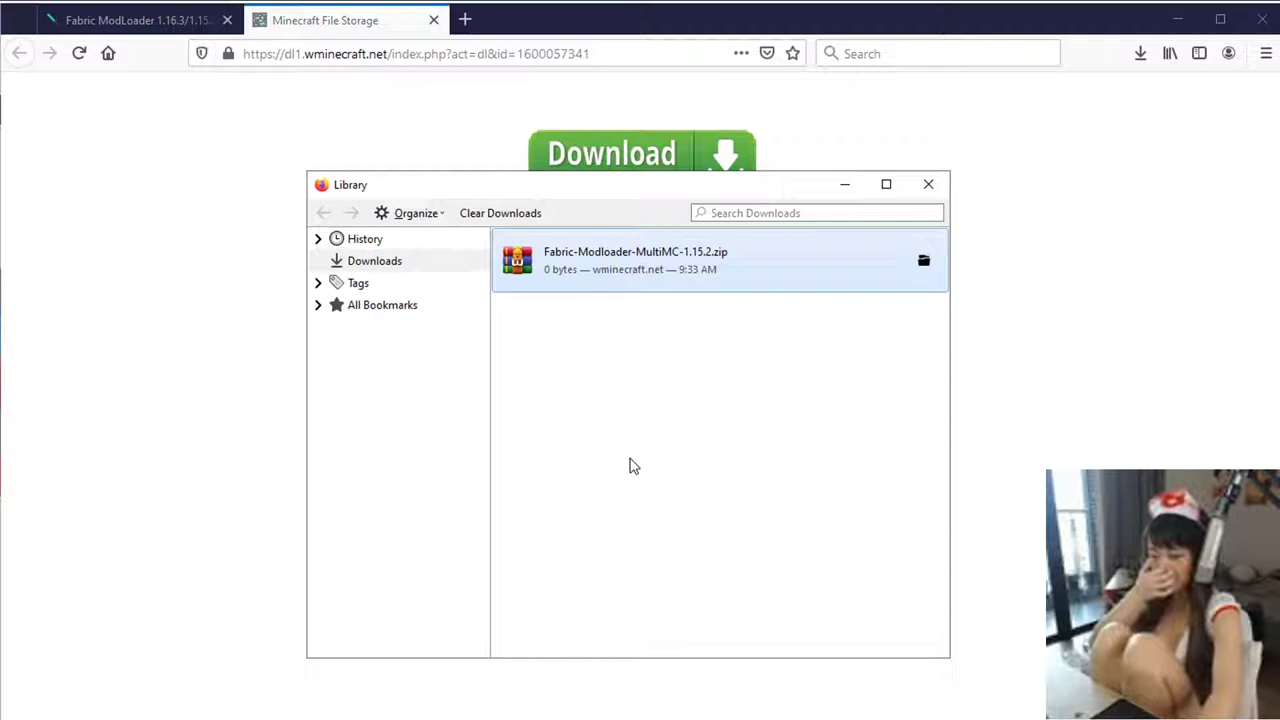 Fabric ModLoader 1.16.3/1.15.
Minecraft File Storage
https://dl1.wminecraft.net/index.php?act=dl&id=1600057341
Search
Download
Library
Organize
Clear Downloads
Search Downloads
History
Downloads
Tags
All Bookmarks
Fabric-Modloader-MultiMC-1.15.2.zip
0 bytes — wminecraft.net — 9:33 AM